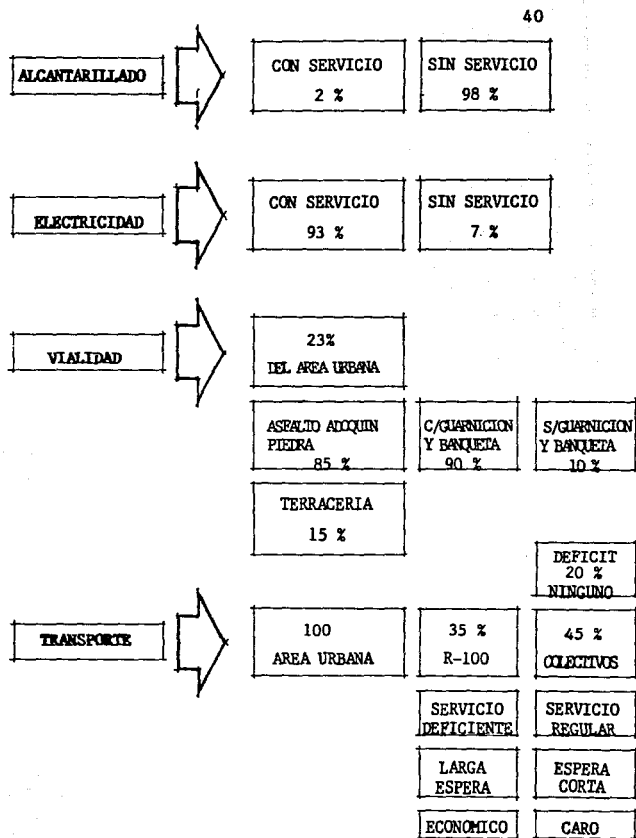 40
ALCANTARILLADO
CON SERVICIO
2 %
SIN SERVICIO
98 %
ELECTRICIDAD
CON SERVICIO
93 %
SIN SERVICIO
7 %
VIALIDAD
23%
DEL AREA URBANA
ASFALTO ADOQUIN
PIEDRA
85 %
C/GUARNICION
Y BANQUETA
90 %
S/GUARNICION
Y BANQUETA
10 %
TERRACERIA
15 %
DEFICIT
20 %
NINGUNO
TRANSPORTE
100
AREA URBANA
35 %
R-100
45 %
COLECTIVOS
SERVICIO
DEFICIENTE
SERVICIO
REGULAR
LARGA
ESPERA
ESPERA
CORTA
ECONOMICO
CARO